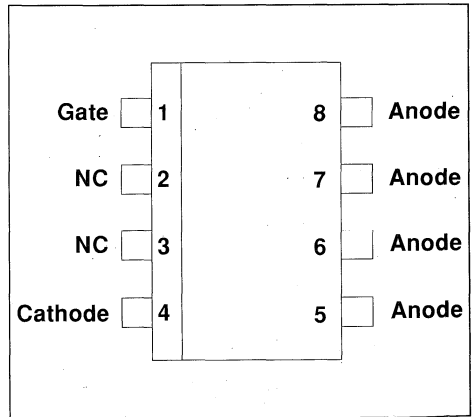 Gate 1 8 Anode
NC 2 7 Anode
NC 3 6 Anode
Cathode 4 5 Anode